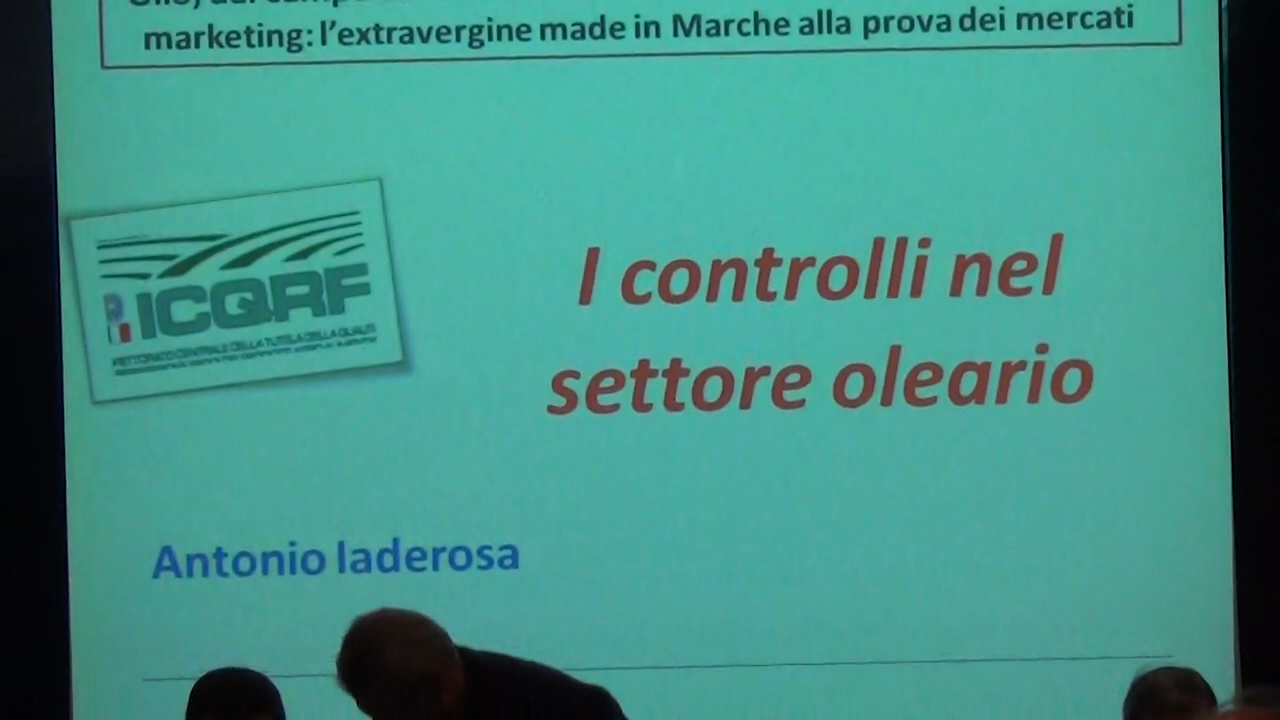 marketing: l'extravergine made in Marche alla prova dei mercati
ICQRF
I controlli nel
settore oleario
Antonio Iaderosa